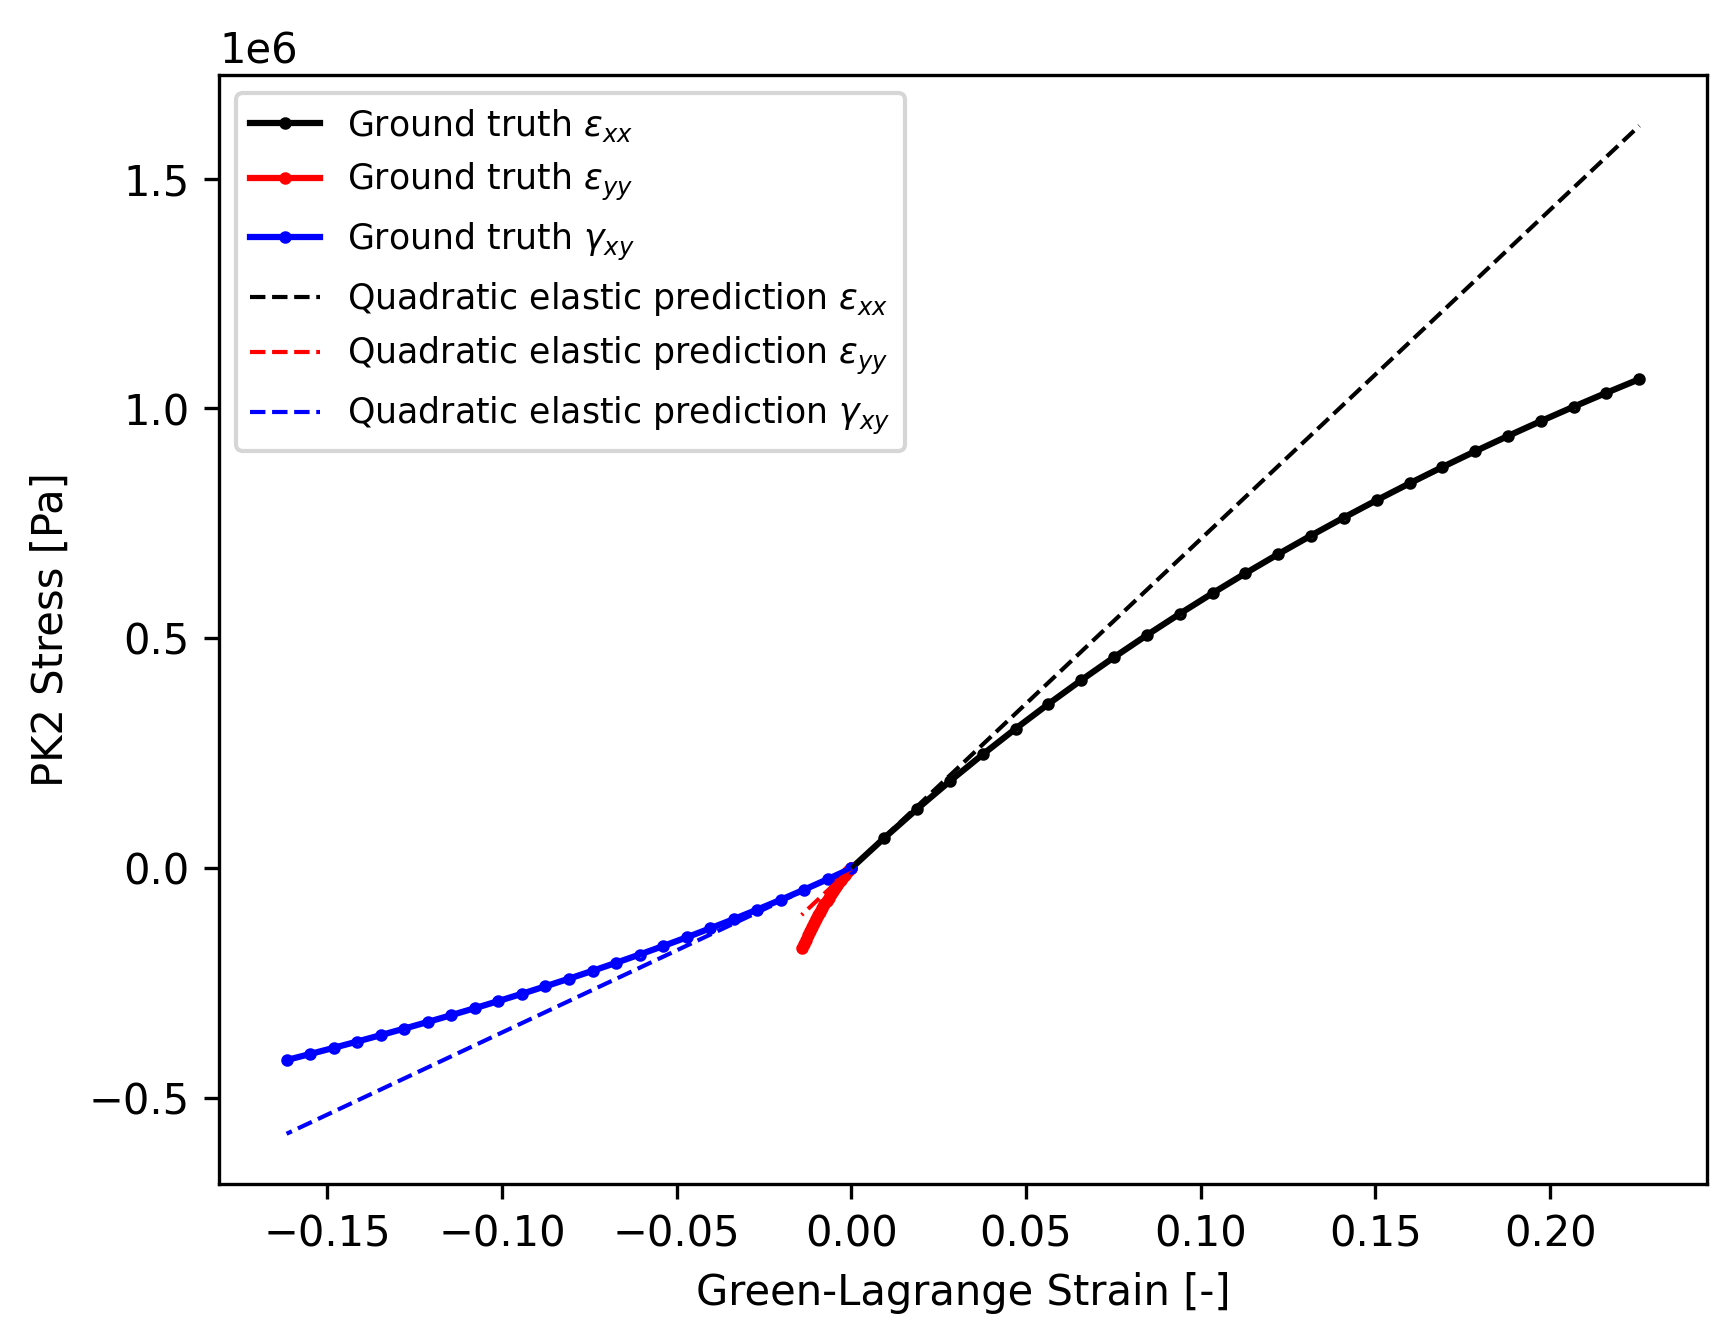 1e6
Ground truth εxx
Ground truth εyy
Ground truth γxy
Quadratic elastic prediction εxx
Quadratic elastic prediction εyy
Quadratic elastic prediction γxy
1.5
1.0
0.5
0.0
−0.5
PK2 Stress [Pa]
−0.15 −0.10 −0.05 0.00 0.05 0.10 0.15 0.20
Green-Lagrange Strain [-]